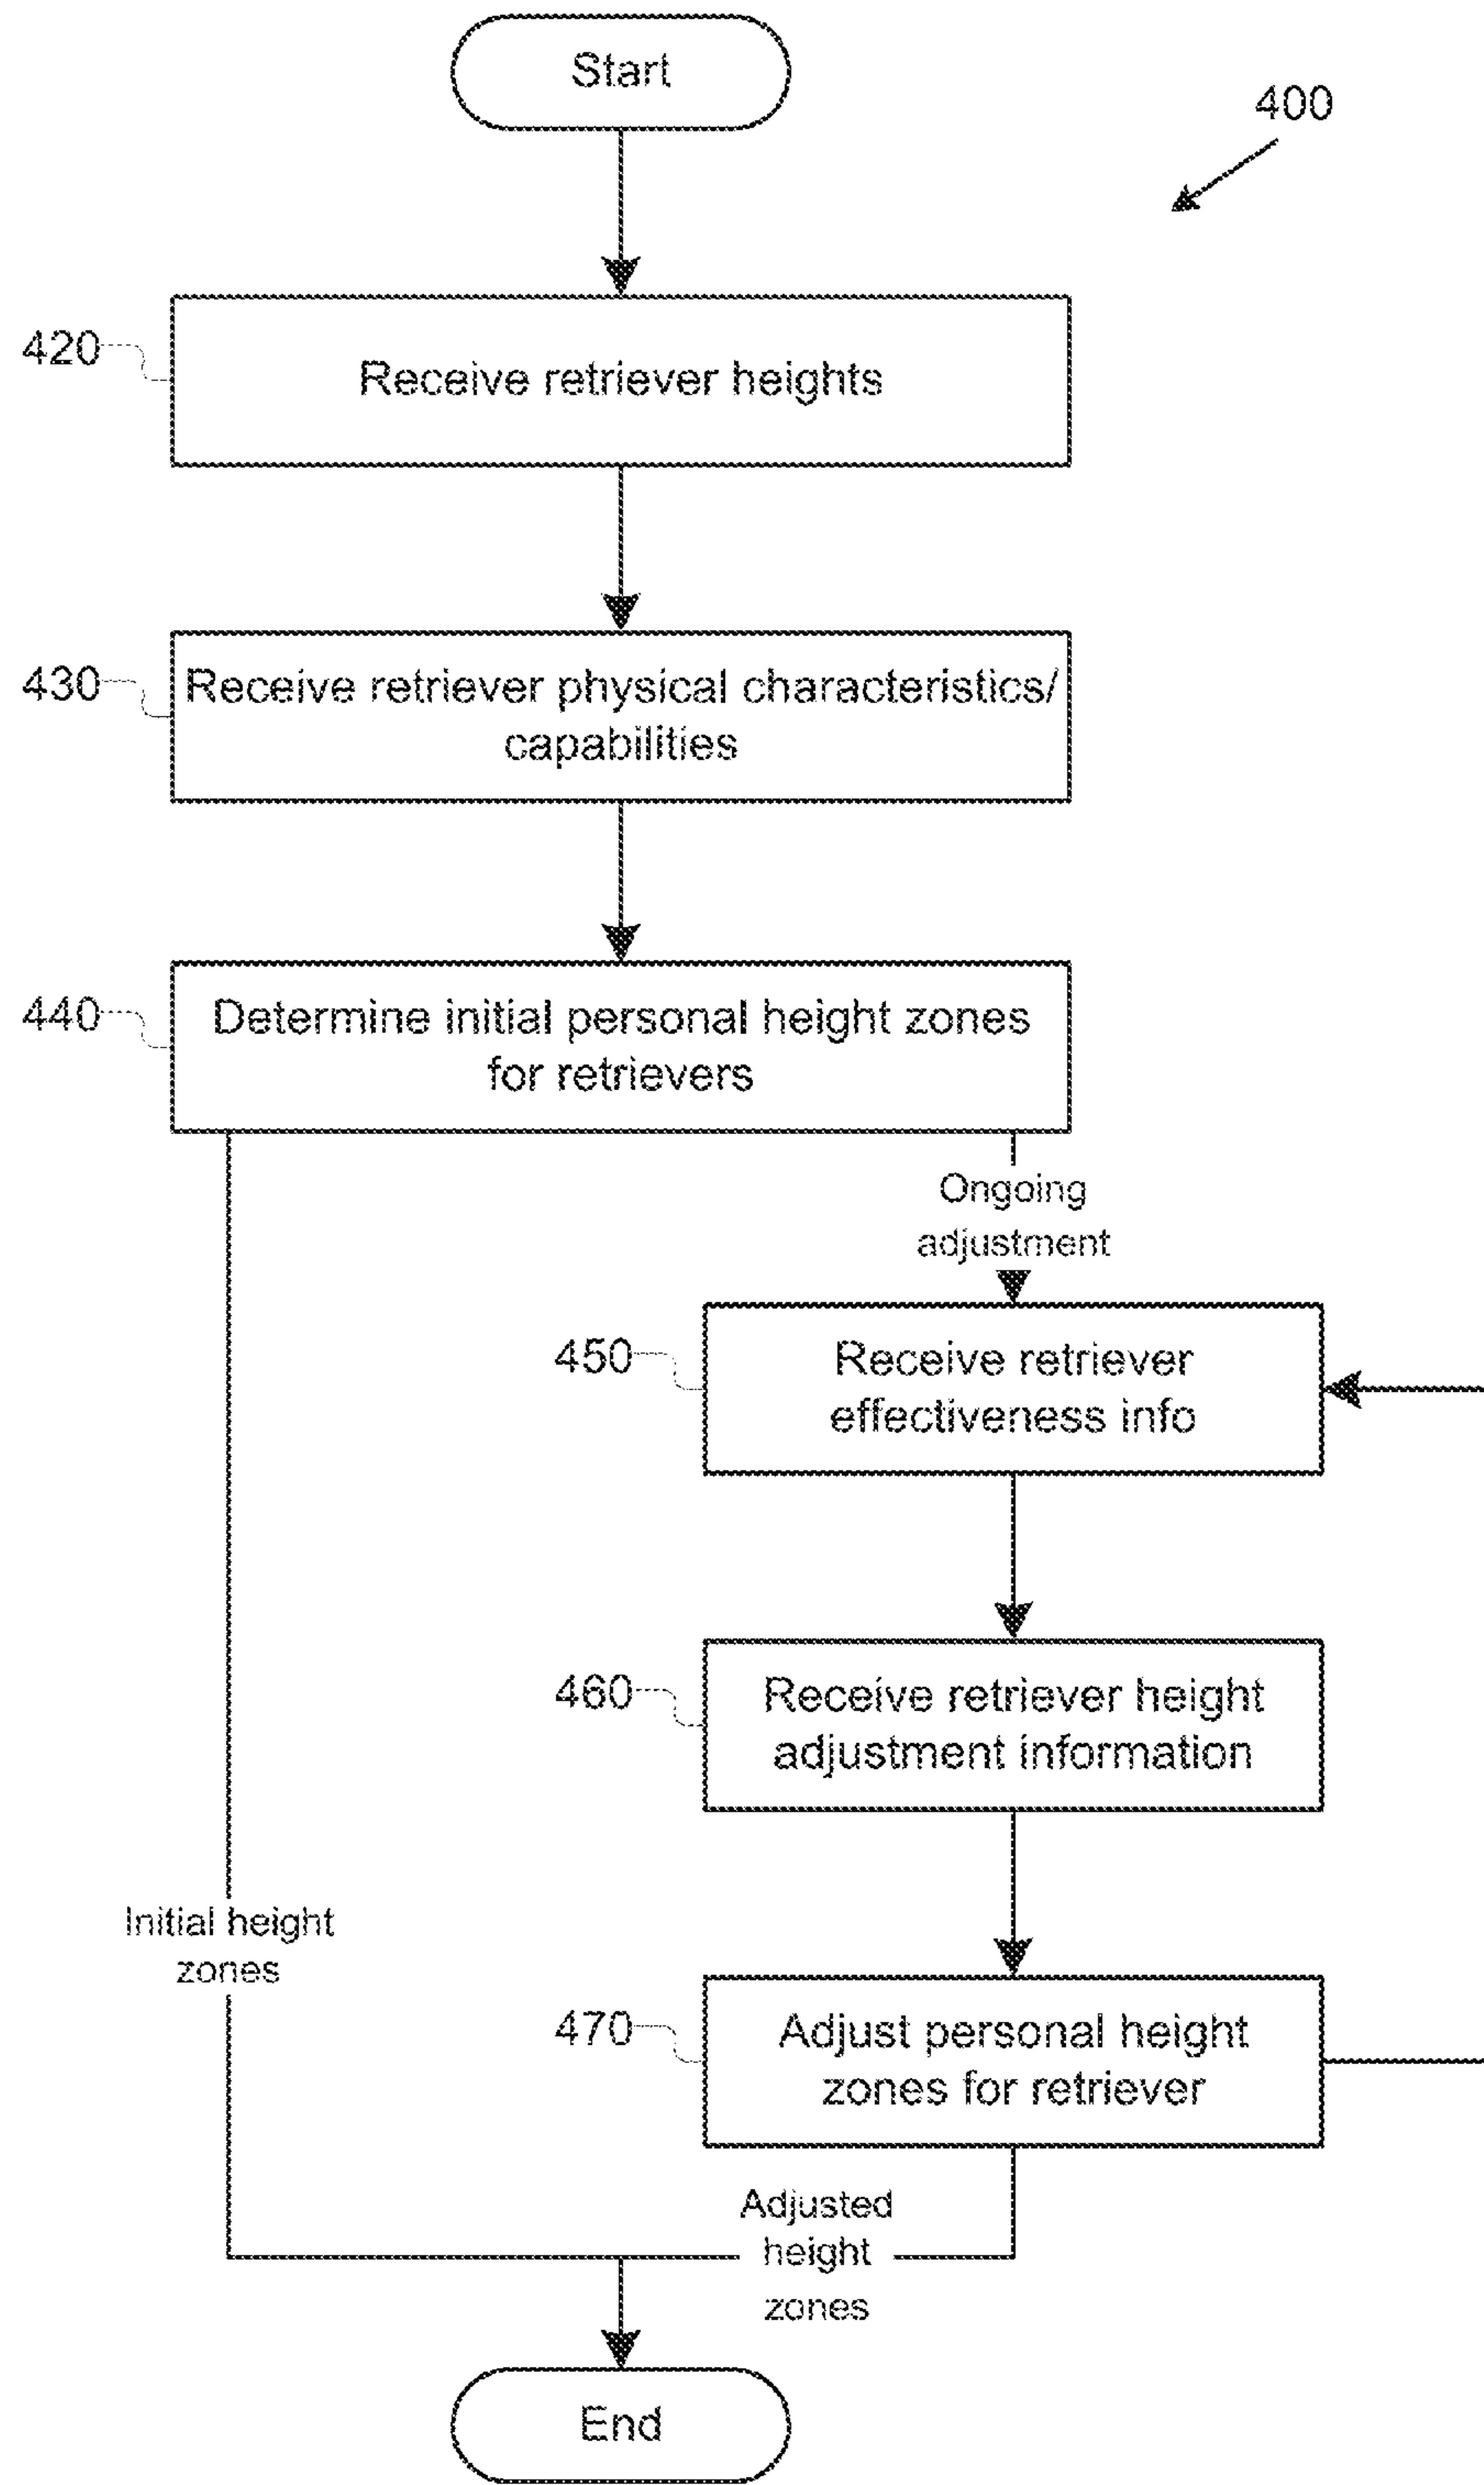 Start
400
420
Receive retriever heights
430
Receive retriever physical characteristics/
capabilities
440
Determine initial personal height zones
for retrievers
Ongoing
adjustment
450
Receive retriever
effectiveness info
460
Receive retriever height
adjustment information
Initial height
zones
470
Adjust personal height
zones for retriever
Adjusted
height
zones
End